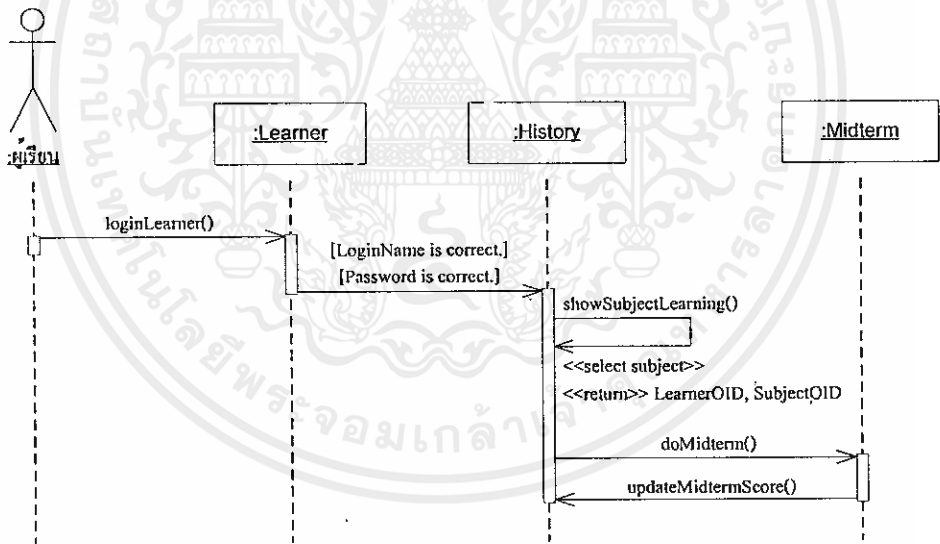 :Learner
:History
:Midterm
:ผู้เรียน
loginLearner()
[LoginName is correct.]
[Password is correct.]
showSubjectLearning()
<<select subject>>
<<return>> LearnerOID, SubjectOID
doMidterm()
updateMidtermScore()